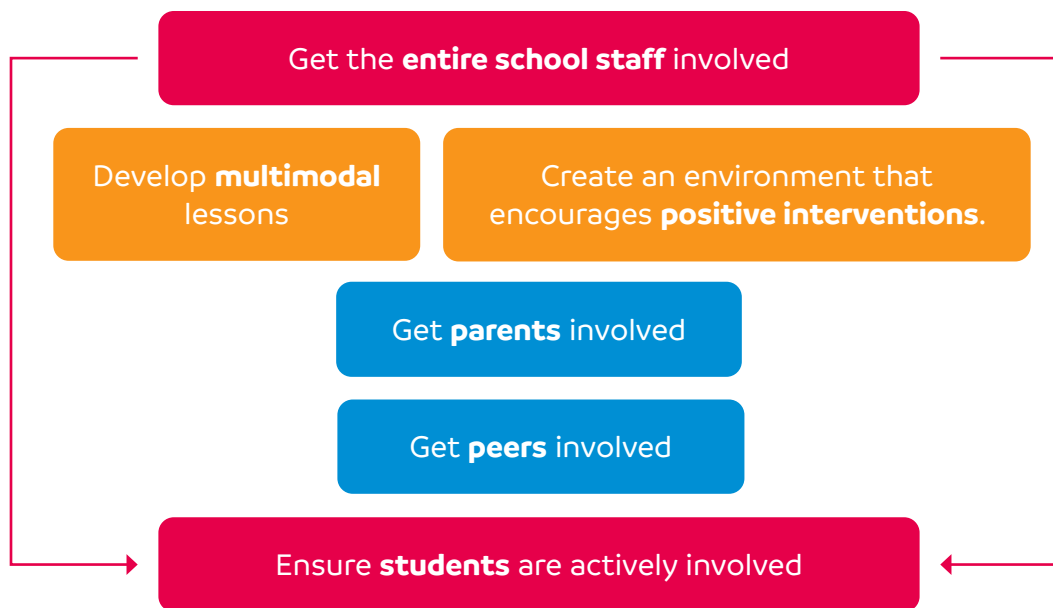 Get the entire school staff involved
Develop multimodal
lessons
Create an environment that
encourages positive interventions.
Get parents involved
Get peers involved
Ensure students are actively involved